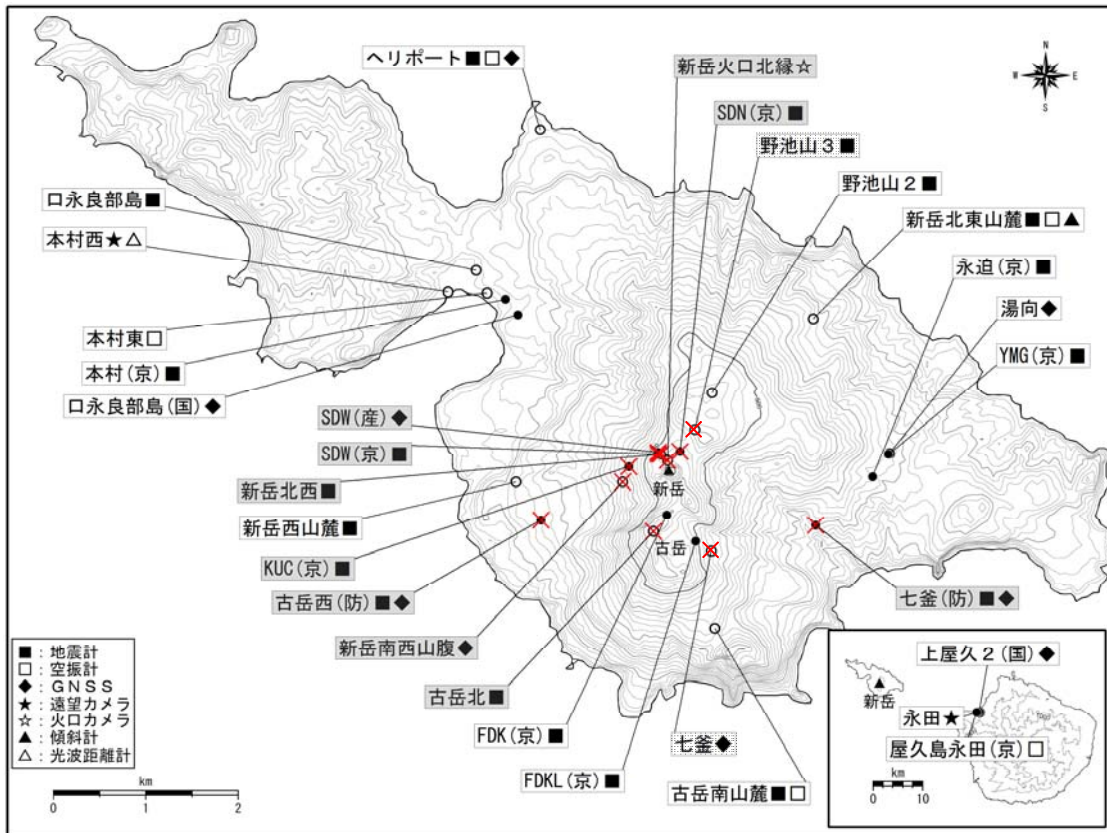 ヘリポート■□◆
新岳火口北縁☆
SDN(京)■
野池山3■
野池山2■
新岳北東山麓■□▲
永迫(京)■
湯向◆
YMG(京)■
口永良部島■
本村西★△
本村東□
本村(京)■
口永良部島(国)◆
SDW(産)◆
SDW(京)■
新岳北西■
新岳西山麓■
KUC(京)■
古岳西(防)■◆
新岳南西山腹◆
古岳北■
FDK(京)■
FDKL(京)■
七釜◆
古岳南山麓■□
七釜(防)■◆
新岳
古岳
N
W E
S
■:地震計
□:空振計
◆:GNSS
★:遠望カメラ
☆:火口カメラ
▲:傾斜計
△:光波距離計
km
0 1 2
上屋久2(国)◆
新岳
永田★
屋久島永田(京)□
km
0 10